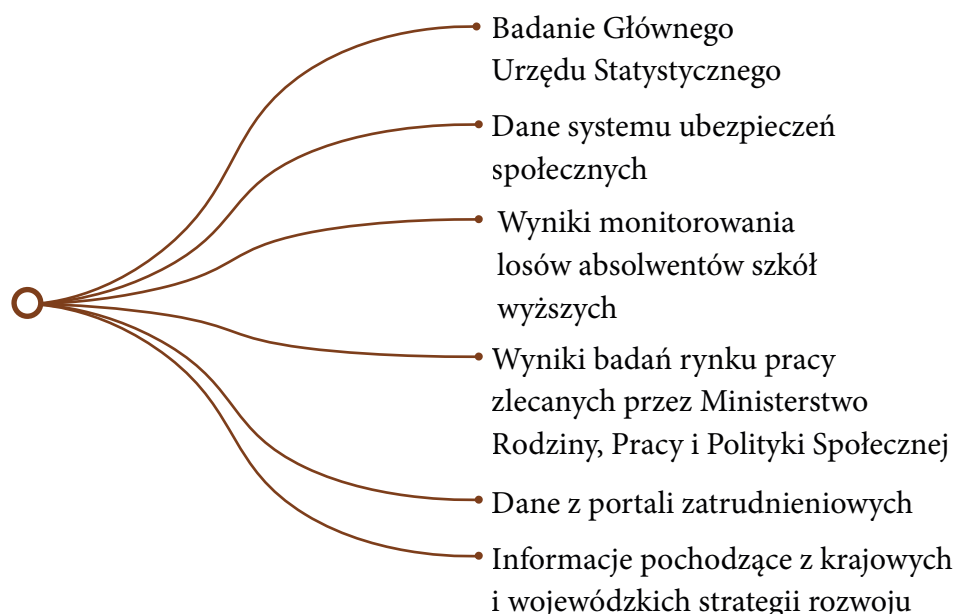 Badanie Głównego
Urzędu Statystycznego
Dane systemu ubezpieczeń
społecznych
Wyniki monitorowania
losów absolwentów szkół
wyższych
Wyniki badań rynku pracy
zlecanych przez Ministerstwo
Rodziny, Pracy i Polityki Społecznej
Dane z portali zatrudnieniowych
Informacje pochodzące z krajowych
i wojewódzkich strategii rozwoju